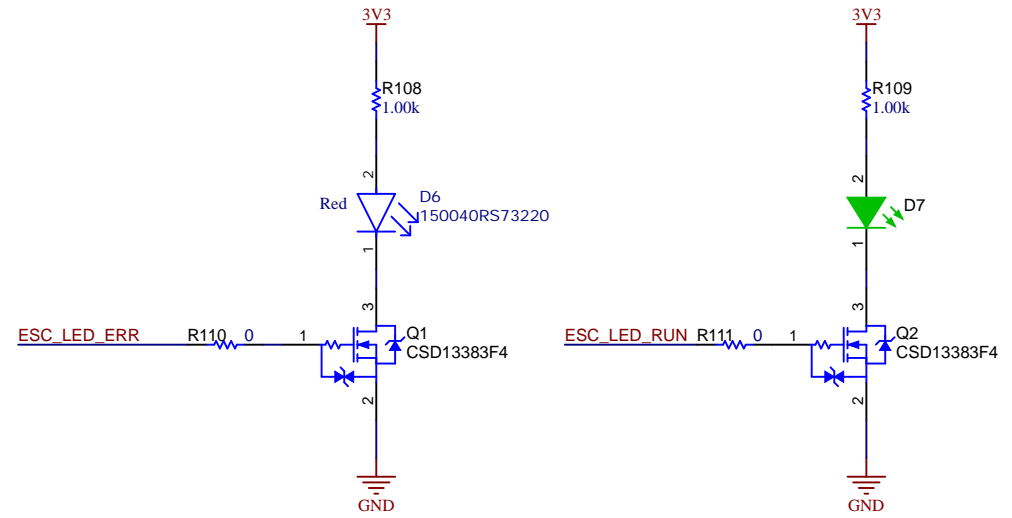 3V3
R108
1.00k
2
Red
D6
150040RS73220
1
3
ESC_LED_ERR
R110
0
1
Q1
CSD13383F4
2
GND
3V3
R109
1.00k
2
D7
1
3
ESC_LED_RUN
R111
0
1
Q2
CSD13383F4
2
GND